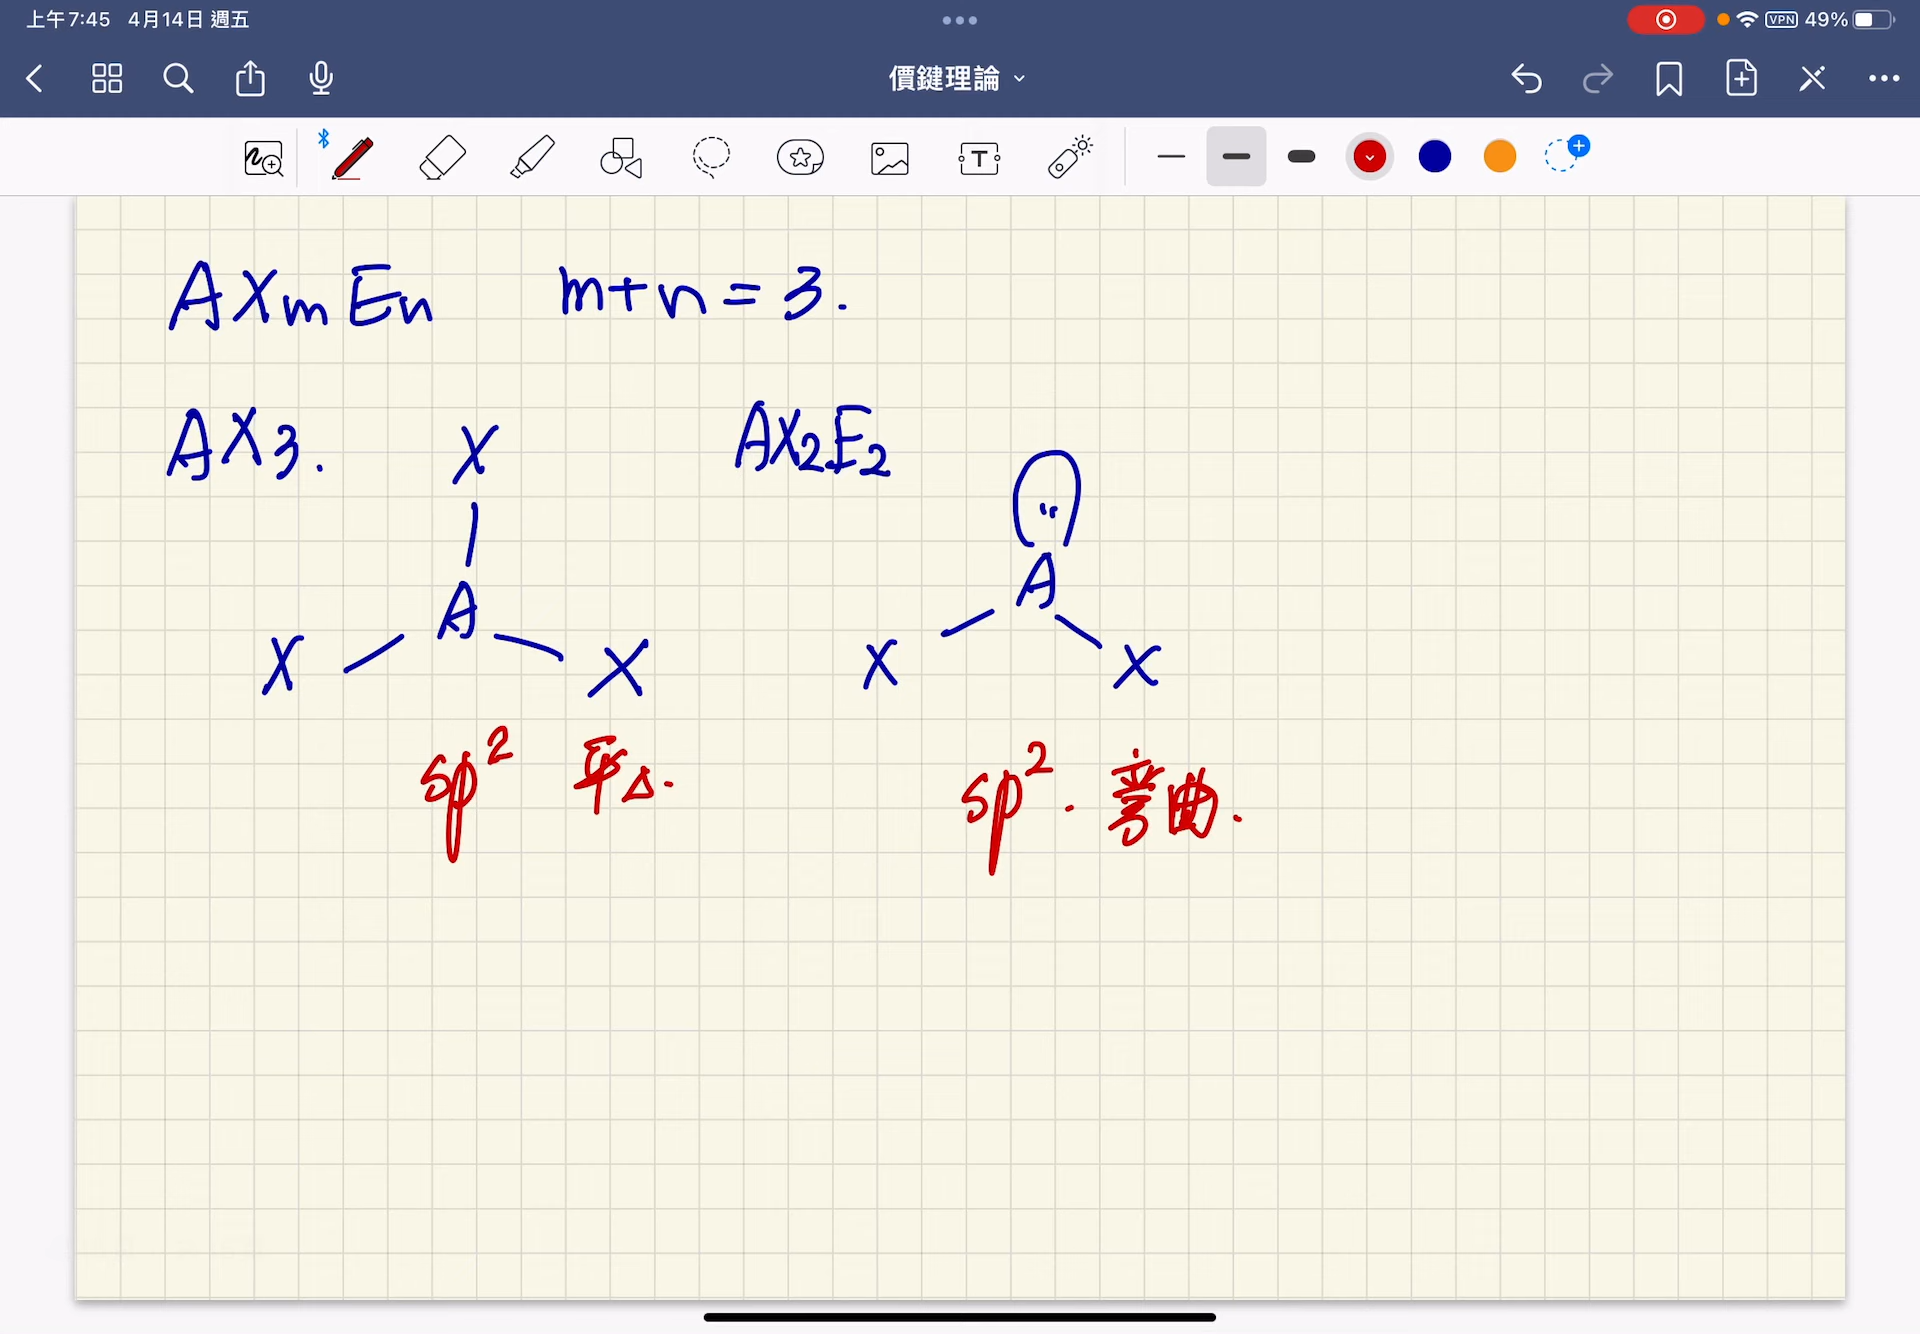 上午7:45 4月14日 週五
VPN 49%
價鍵理論
T
AXmEn m+n=3.
AX3. X AX2E2
A
A
X X X X
sp² 平△. sp². 彎曲.